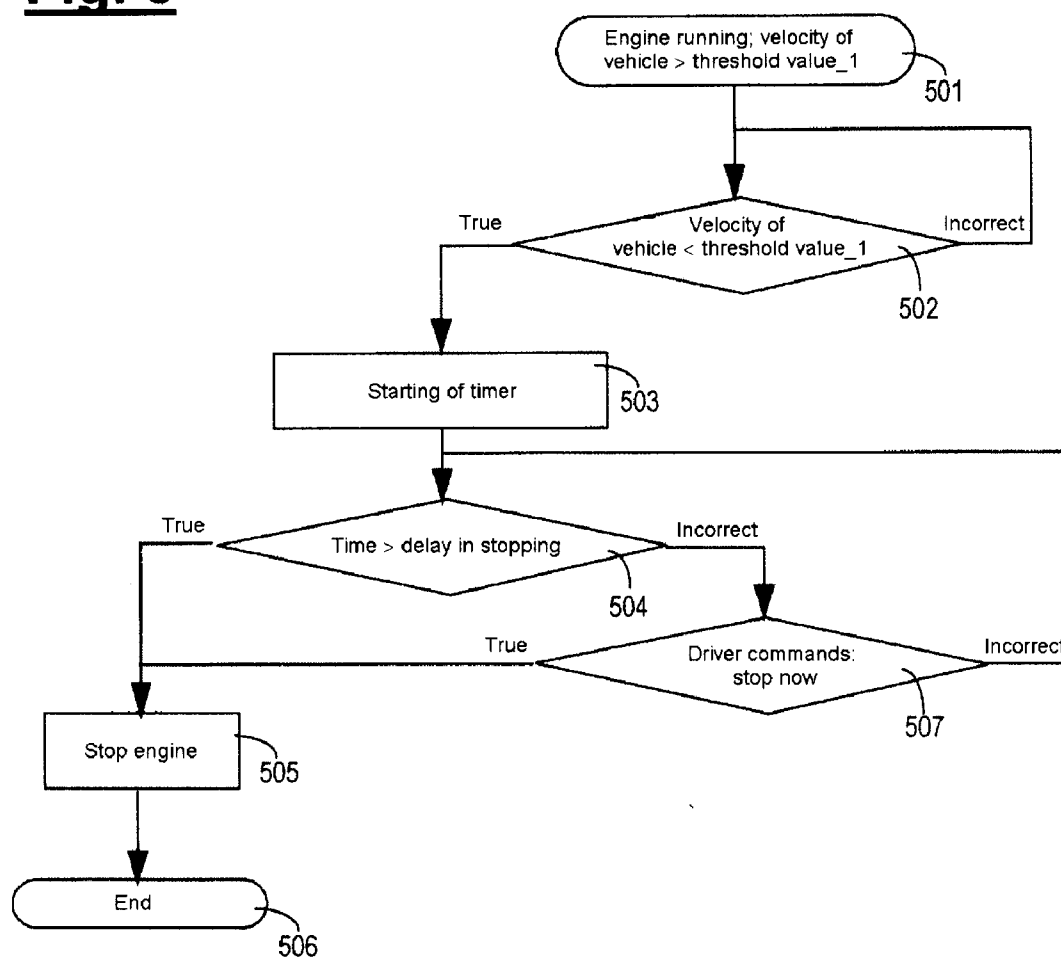 Engine running; velocity of
vehicle > threshold value_1
501
True
Velocity of
vehicle < threshold value_1
Incorrect
502
Starting of timer
503
True
Time > delay in stopping
Incorrect
504
True
Driver commands:
stop now
Incorrect
507
Stop engine
505
End
506